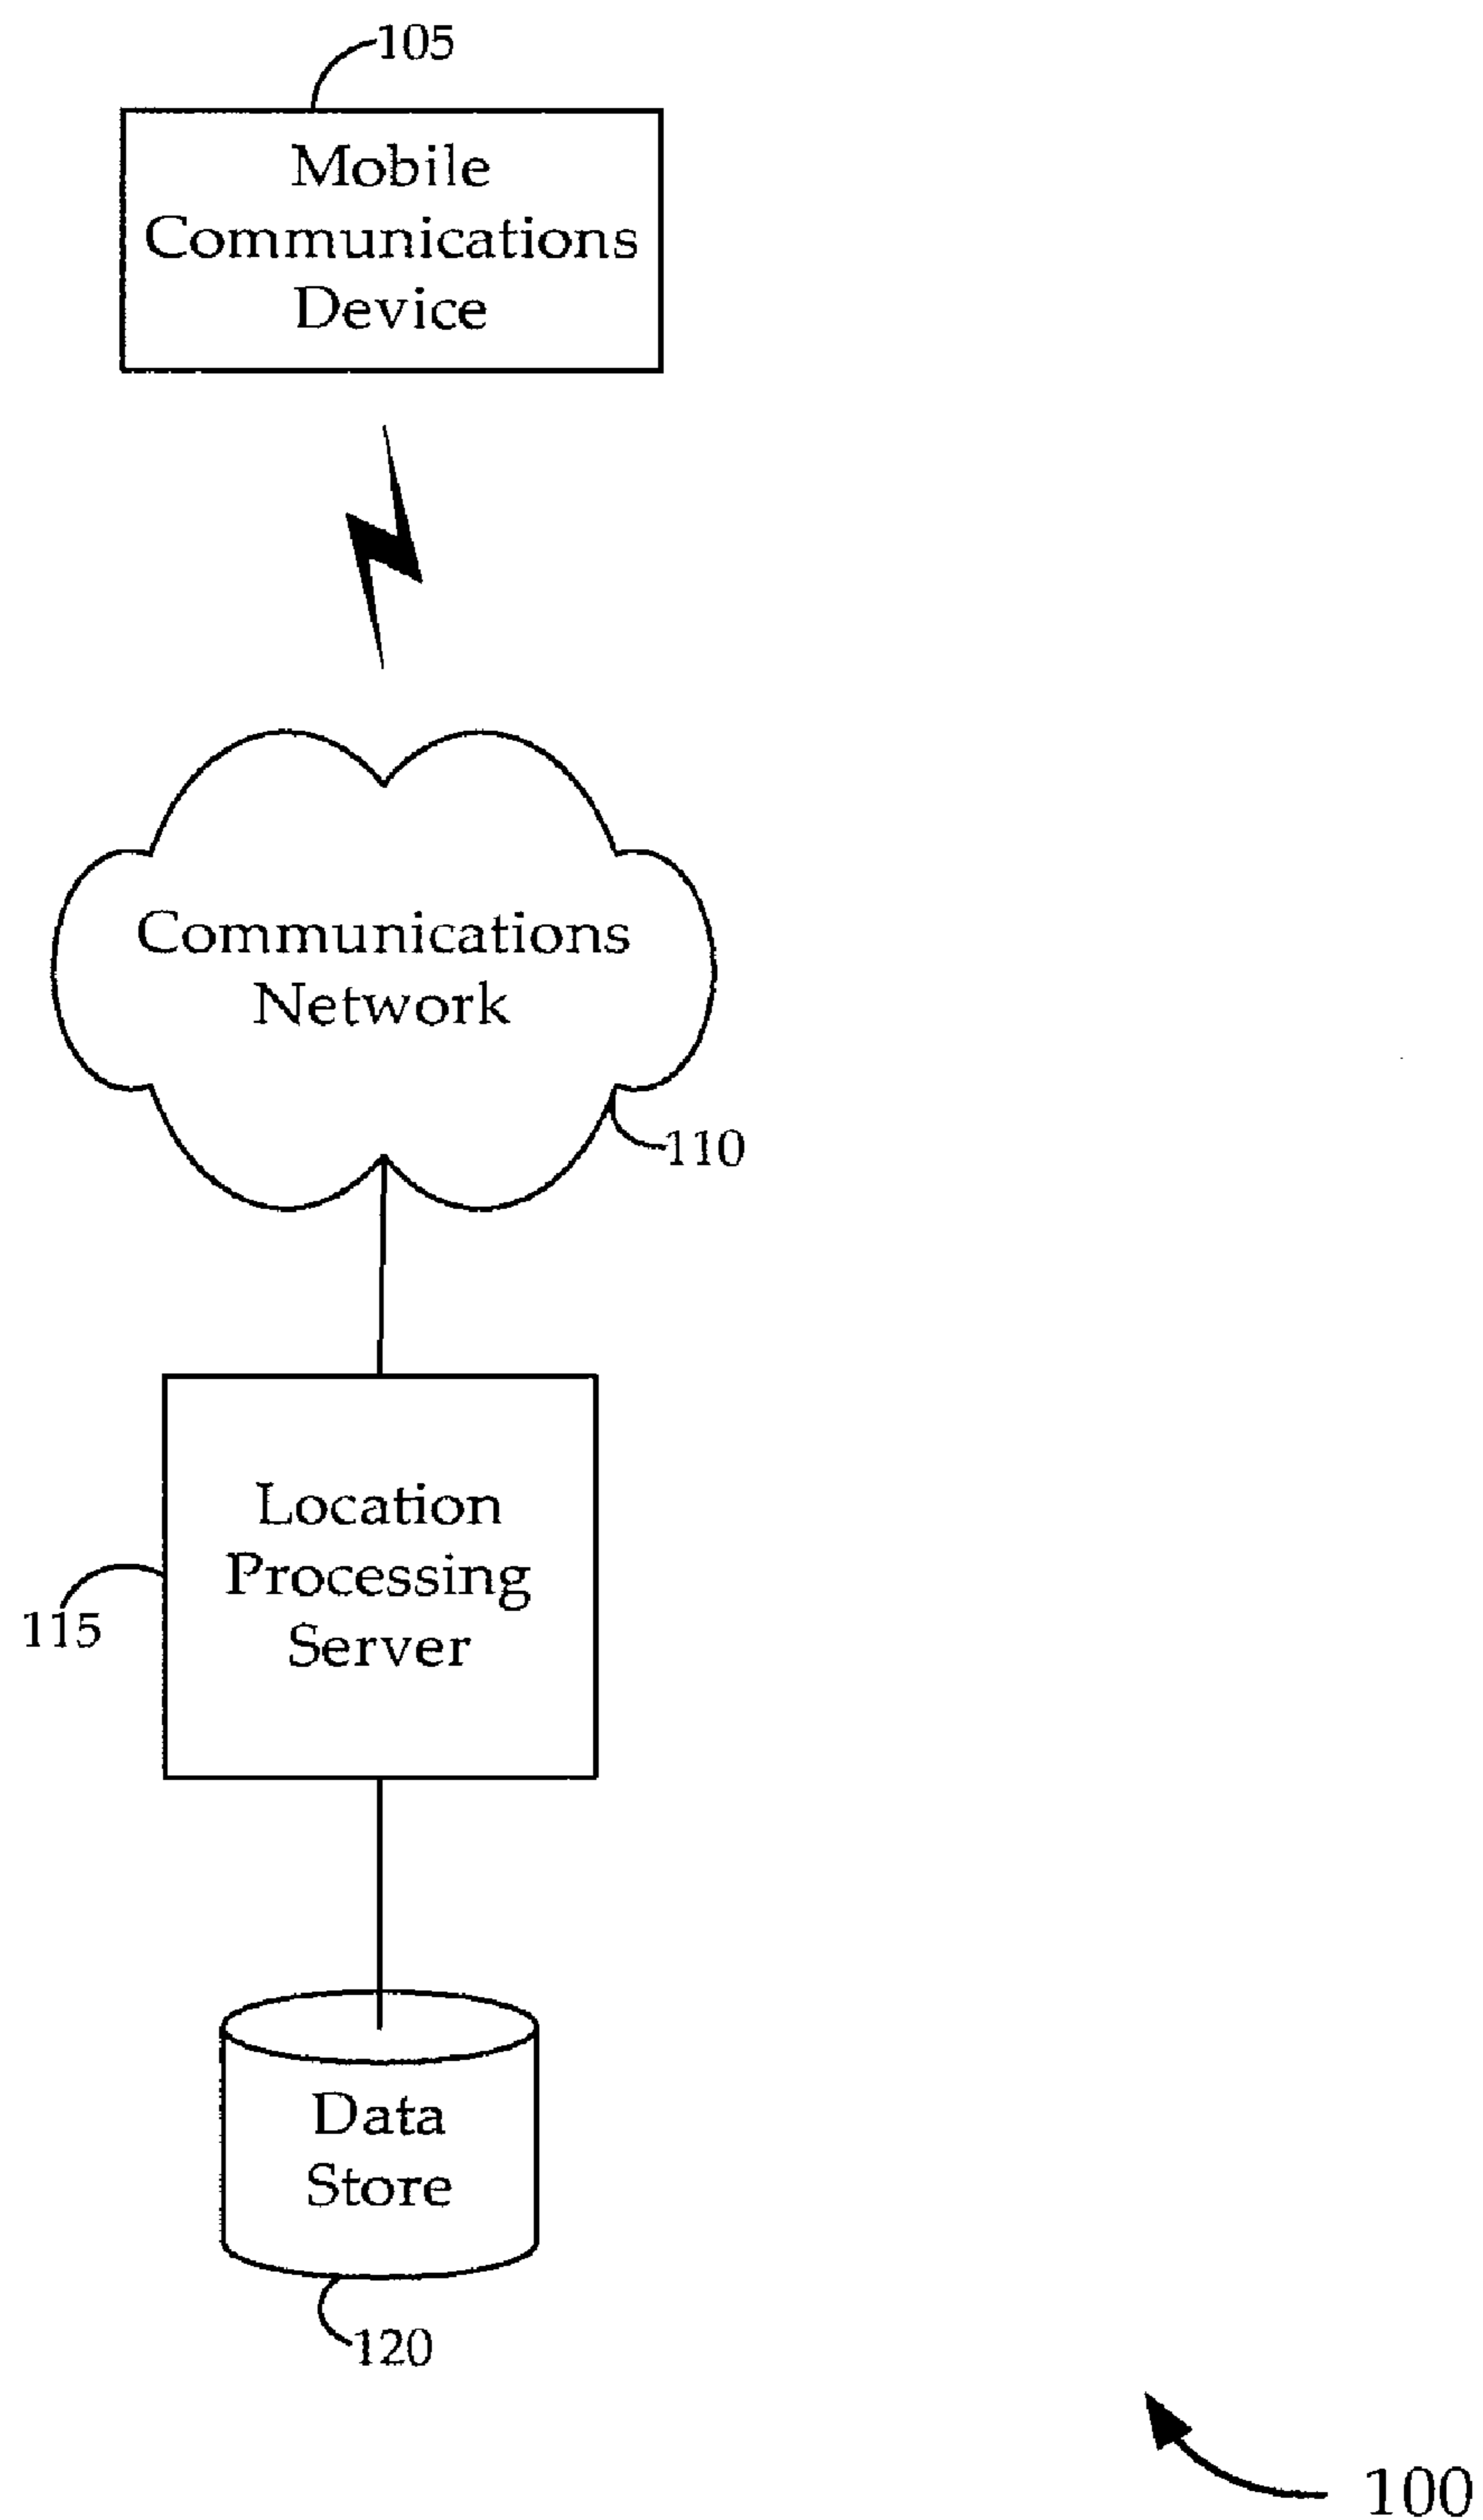 105
Mobile
Communications
Device
Communications
Network
110
Location
Processing
Server
115
Data
Store
120
100